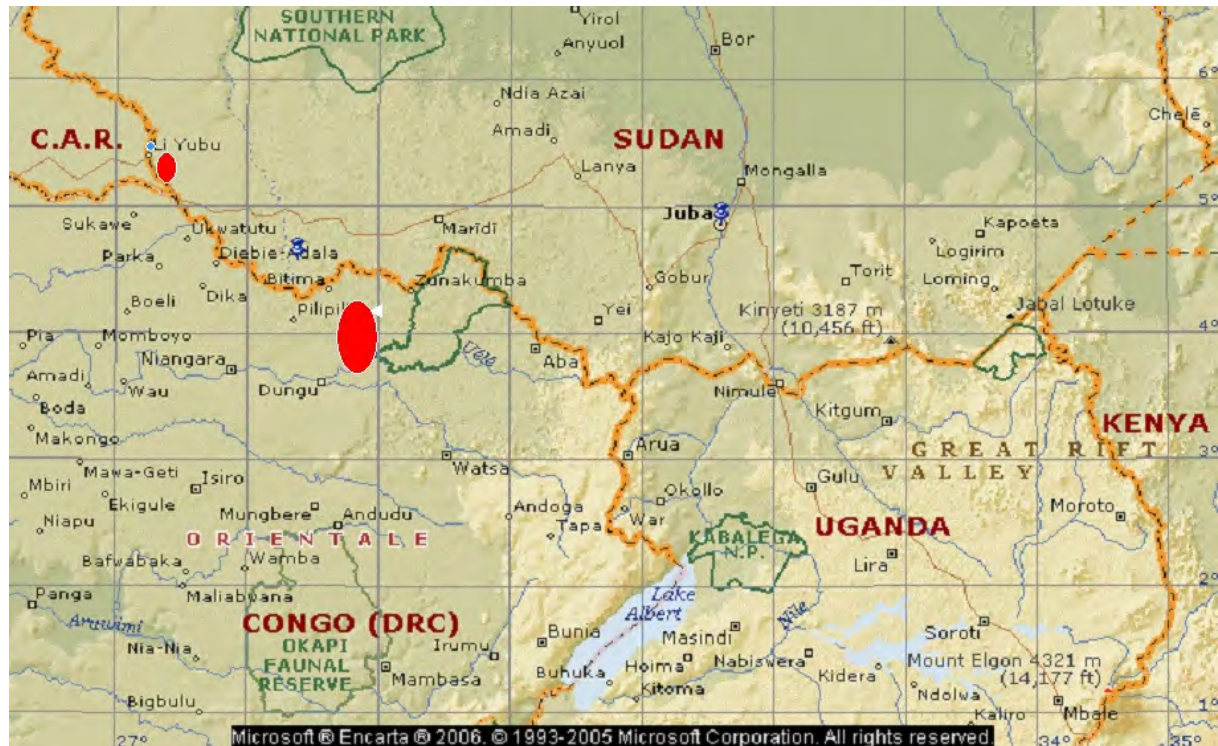 SOUTHERN
NATIONAL PARK
Yirol
Anyuol
Bor
6°
Ndia Azai
Amadi
Chelē
C.A.R.
Li Yubu
SUDAN
Lanya
Mongalla
5°
Sukawe
Ukwatutu
Marīdī
Juba
Kapoeta
Logirim
Parka
Diebie-Adala
Bitima
Zunakumba
Gobur
Torit
Loming
Boeli
Dika
Pilipili
Yei
Kinyeti 3187 m
(10,456 ft)
Jabal Lotuke
4°
Pia
Momboyo
Niangara
Uele
Aba
Kajo Kaji
Amadi
Wau
Dungu
Nimule
Boda
Kitgum
KENYA
Makongo
Arua
GREAT RIFT
VALLEY
3°
Mawa-Geti
Watsa
Mbiri
Isiro
Gulu
Ekigule
Okollo
Moroto
Niapu
Mungbere
Andudu
Andoga
War
Tapa
UGANDA
ORIENTALE
KABALEGA
N.P.
Bafwabaka
Wamba
Lira
2°
Maliabwana
Panga
Lake
Albert
Nile
Aruwimi
CONGO (DRC)
Bunia
Masindi
Soroti
OKAPI
FAUNAL
RESERVE
Nia-Nia
Irumu
Mambasa
Buhuka
Hoima
Nabiswera
Kidera
Mount Elgon 4321 m
(14,177 ft)
Kitoma
Ndolwa
1°
Bigbulu
Kaliro
Mbale
27°
34°
35°
Microsoft ® Encarta ® 2006. © 1993-2005 Microsoft Corporation. All rights reserved.